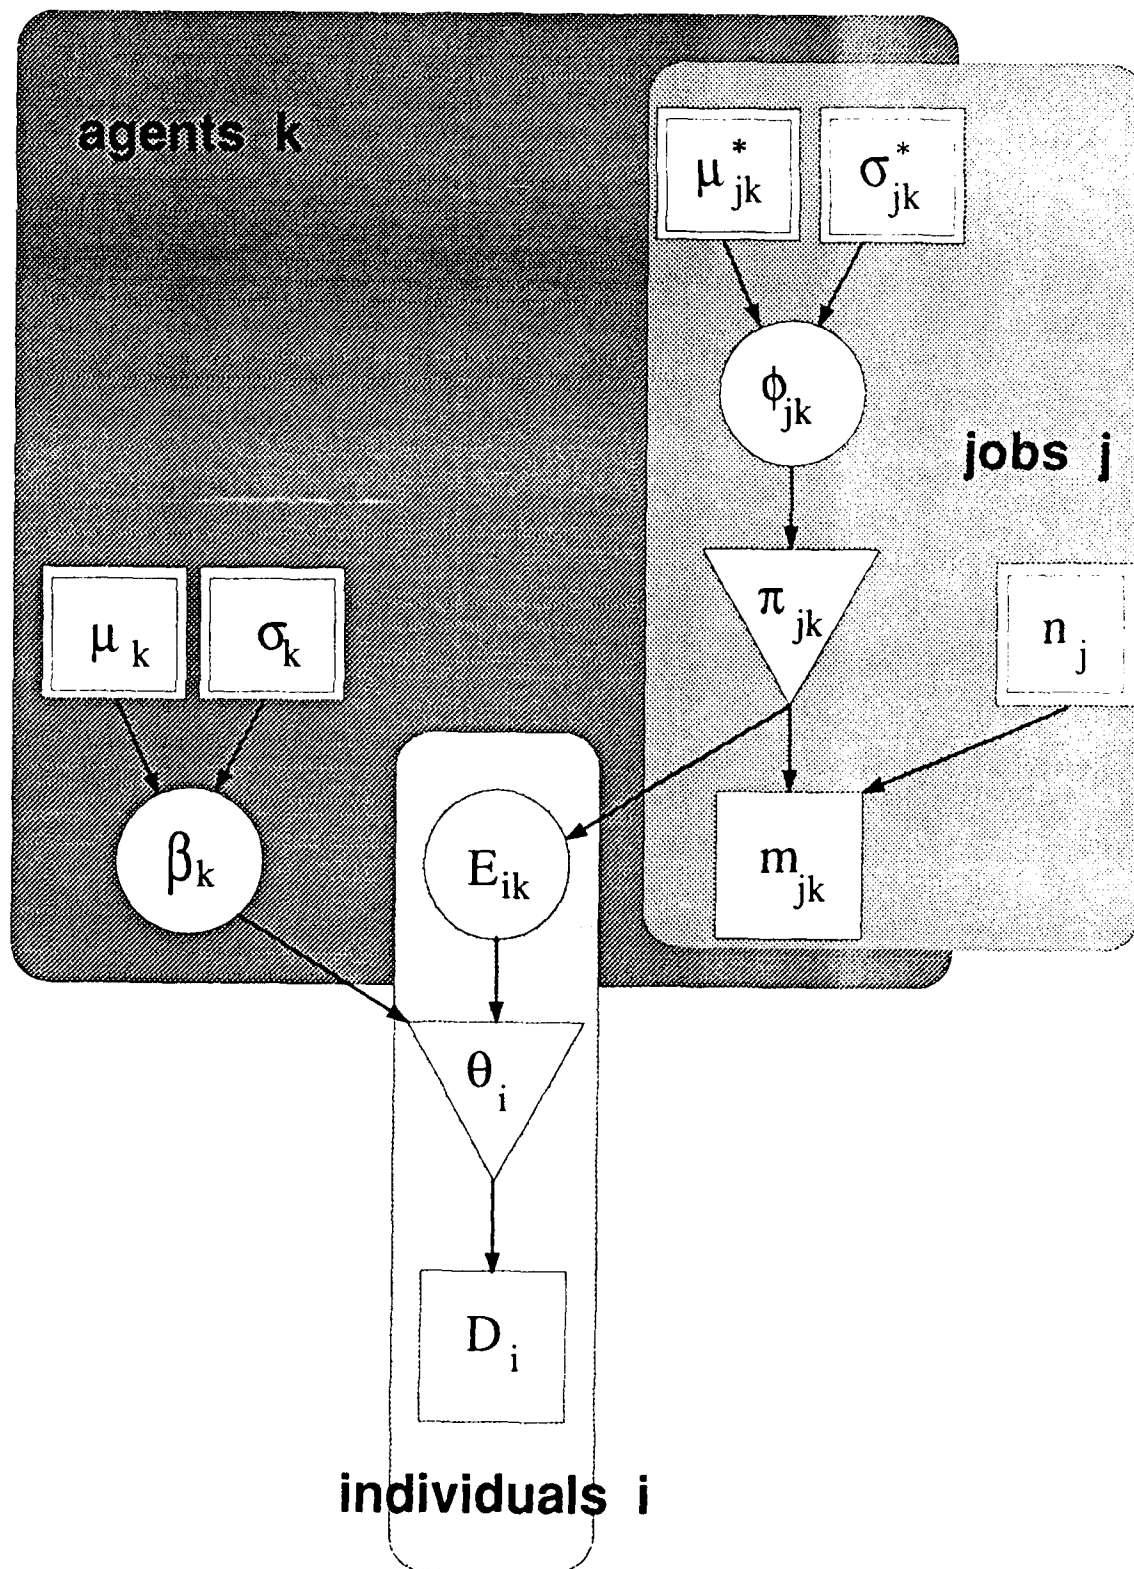 agents k
μ*jk
σ*jk
ϕjk
jobs j
πjk
nj
μk
σk
βk
Eik
mjk
θi
Di
individuals i